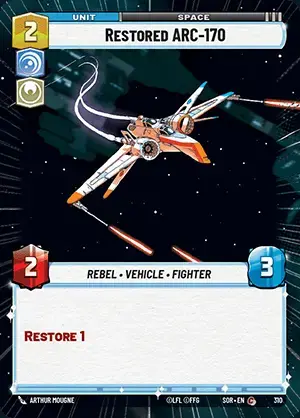 UNIT
SPACE
2
RESTORED ARC-170
2
REBEL • VEHICLE • FIGHTER
3
RESTORE 1
ARTHUR MOUGNE
©LFL ©FFG
SOR • EN
C
310